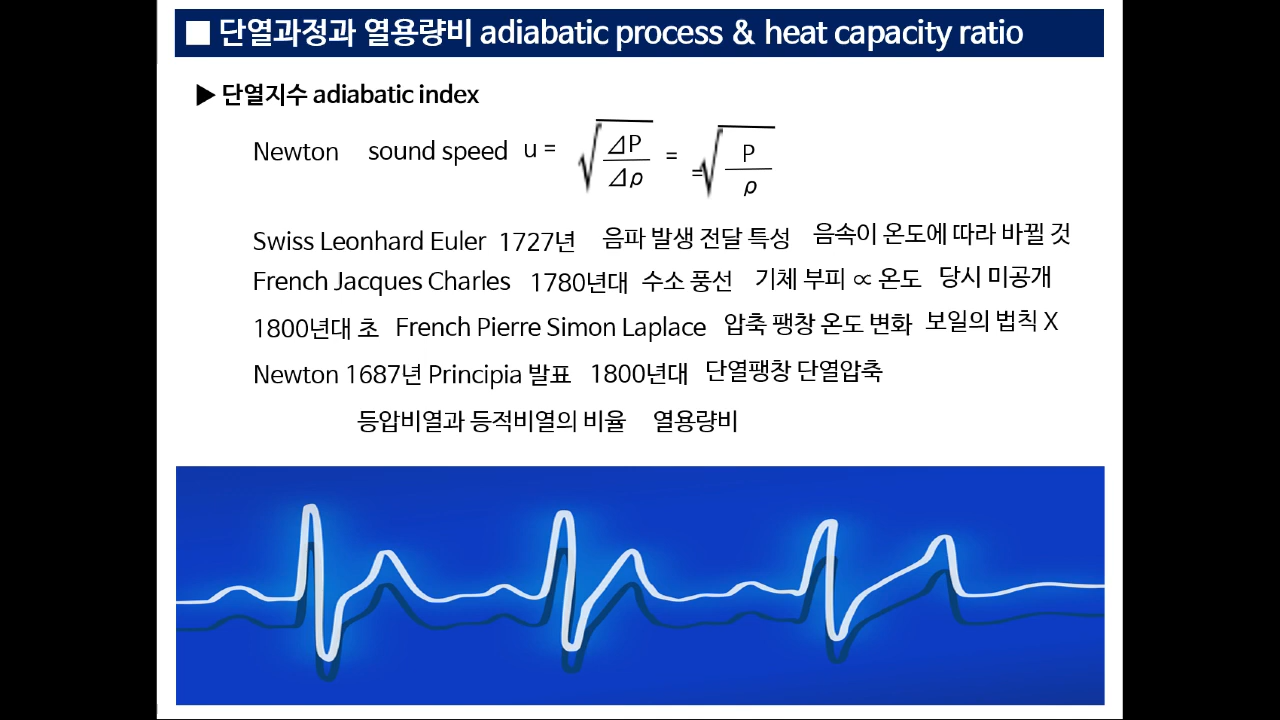 ■ 단열과정과 열용량비 adiabatic process & heat capacity ratio
▶ 단열지수 adiabatic index
Newton sound speed u = √(ΔP/Δρ) = =√(P/ρ)
Swiss Leonhard Euler 1727년 음파 발생 전달 특성 음속이 온도에 따라 바뀔 것
French Jacques Charles 1780년대 수소 풍선 기체 부피 ∝ 온도 당시 미공개
1800년대 초 French Pierre Simon Laplace 압축 팽창 온도 변화 보일의 법칙 X
Newton 1687년 Principia 발표 1800년대 단열팽창 단열압축
등압비열과 등적비열의 비율 열용량비